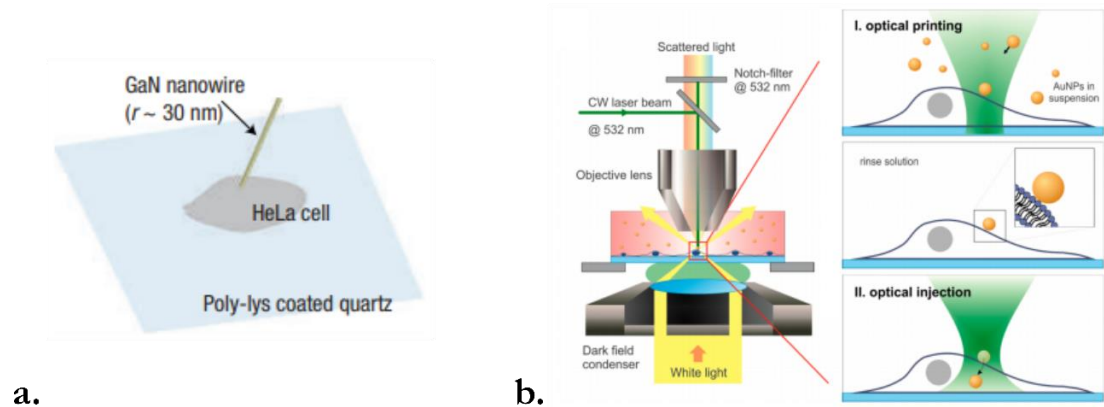 GaN nanowire
(r ~ 30 nm)
HeLa cell
Poly-lys coated quartz
a.
Scattered light
Notch-filter
@ 532 nm
CW laser beam
@ 532 nm
Objective lens
Dark field
condenser
White light
b.
I. optical printing
AuNPs in
suspension
rinse solution
II. optical injection